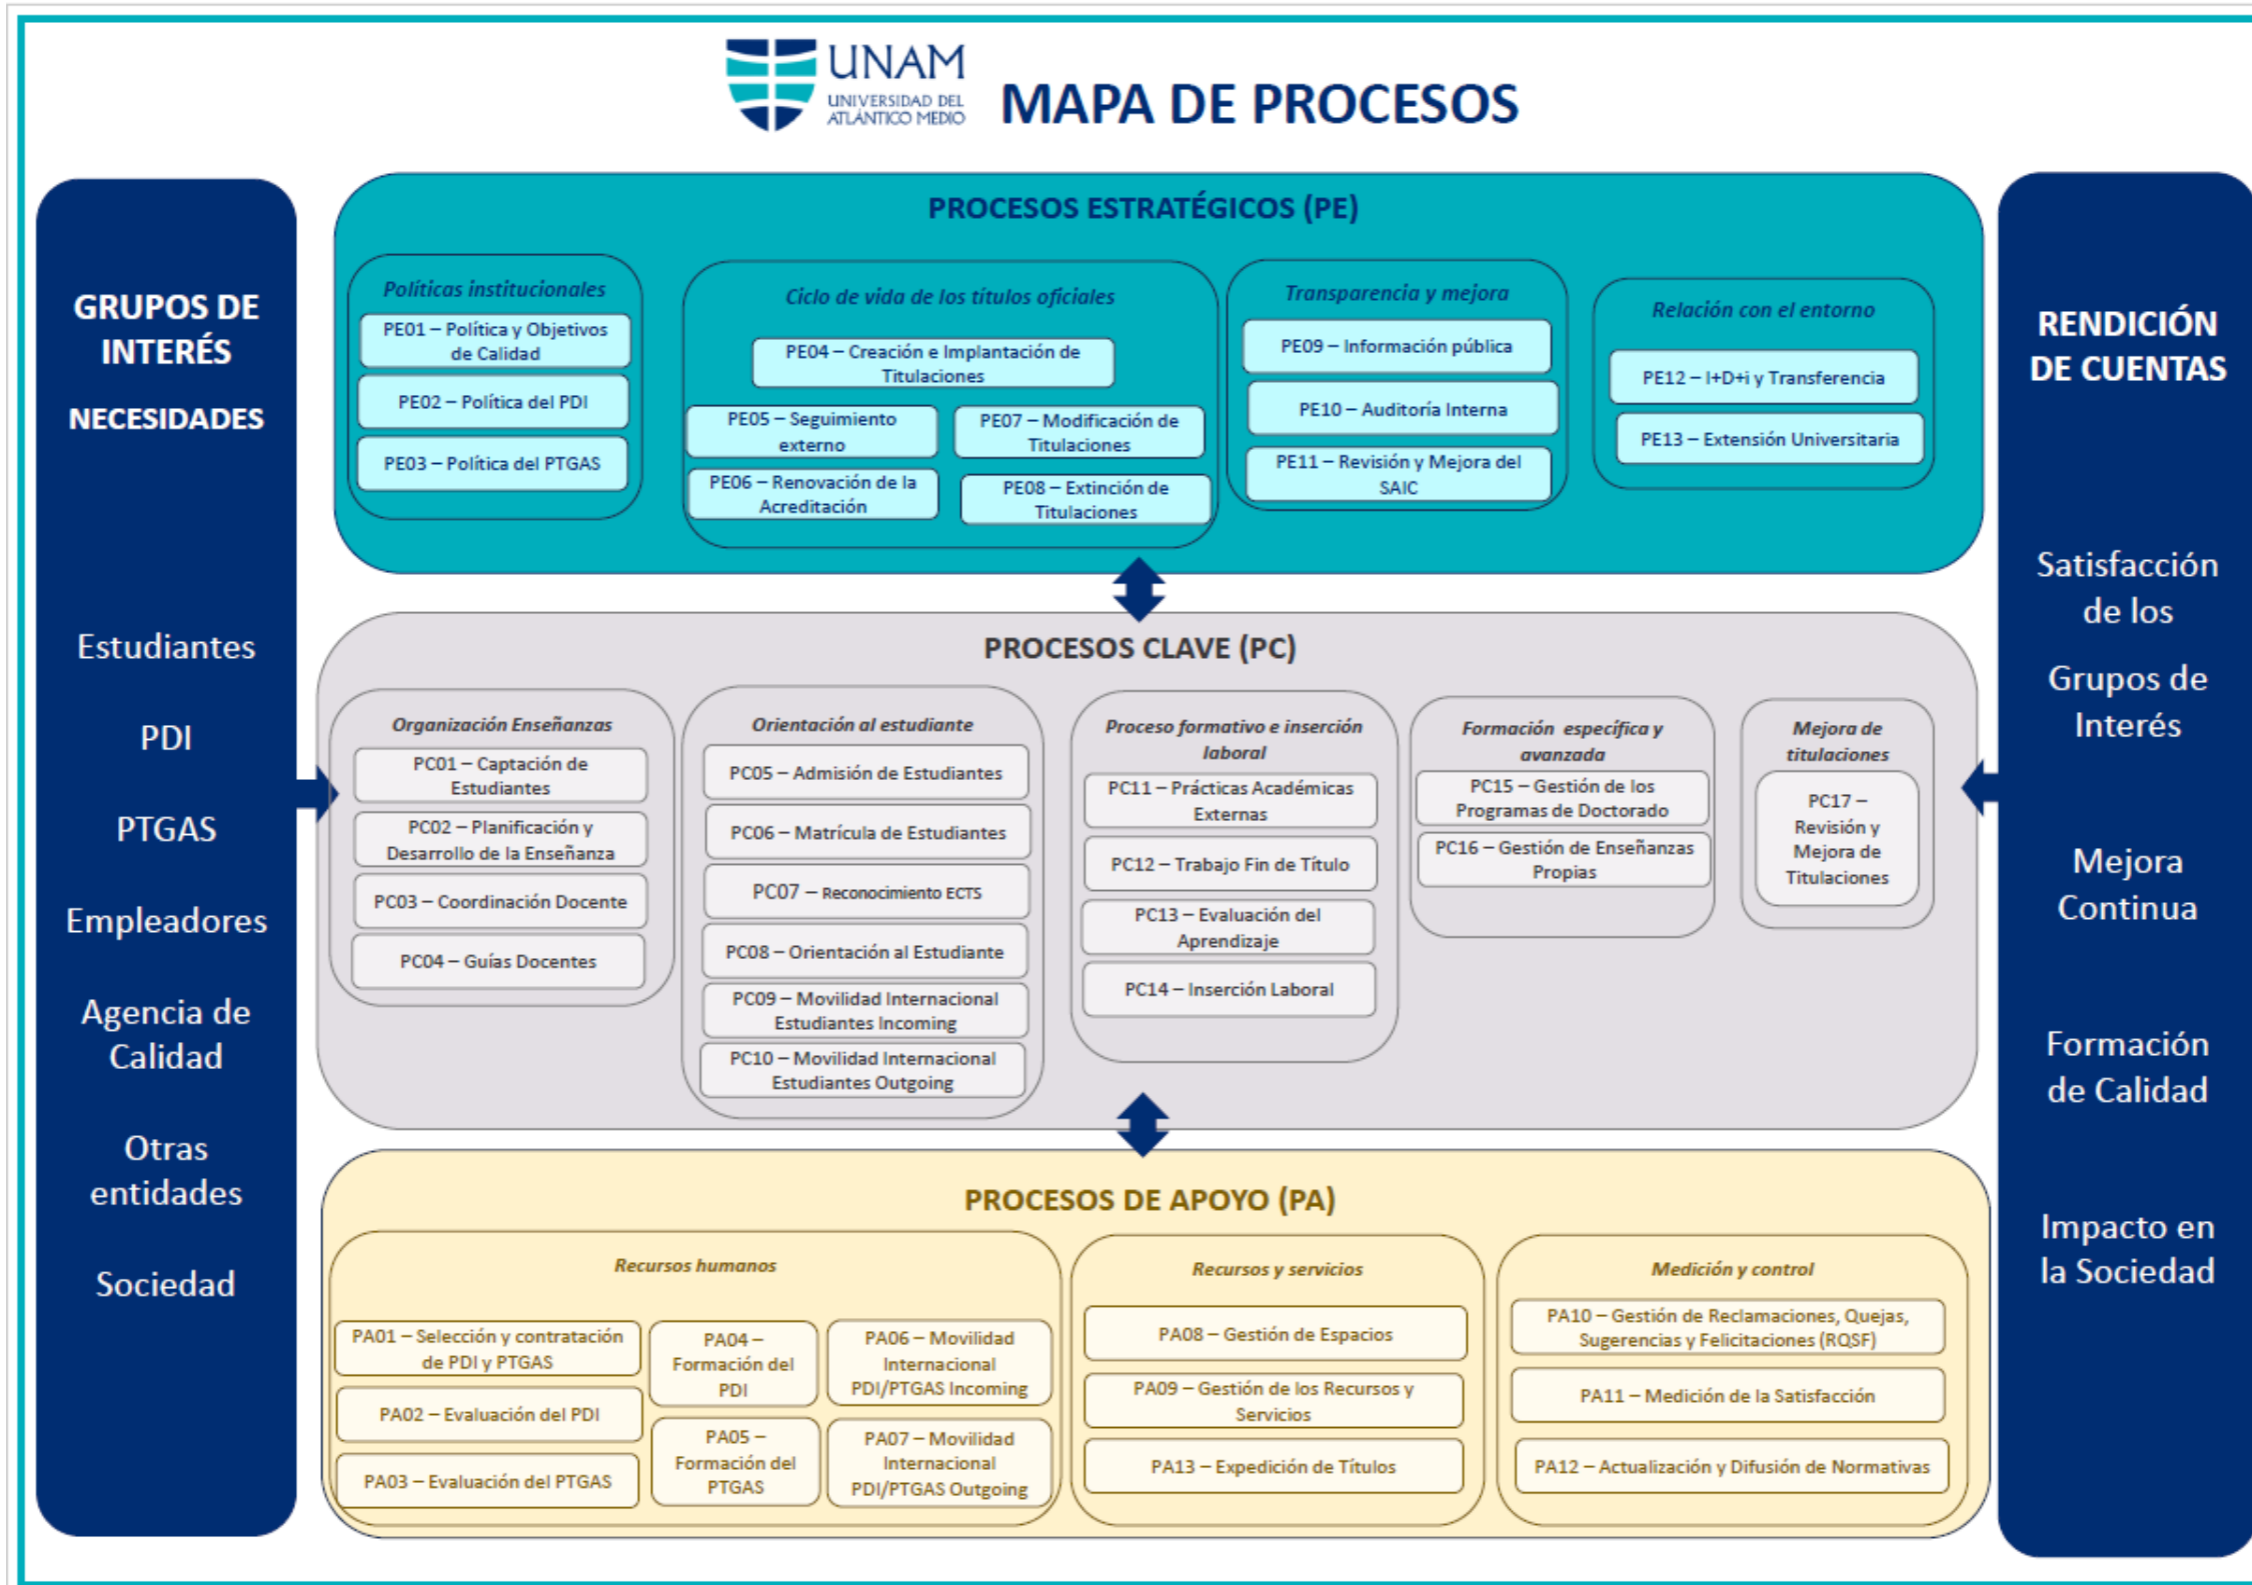 UNAM
UNIVERSIDAD DEL
ATLÁNTICO MEDIO
MAPA DE PROCESOS
GRUPOS DE
INTERÉS
NECESIDADES
Estudiantes
PDI
PTGAS
Empleadores
Agencia de
Calidad
Otras
entidades
Sociedad
PROCESOS ESTRATÉGICOS (PE)
Políticas institucionales
PE01 – Política y Objetivos
de Calidad
PE02 – Política del PDI
PE03 – Política del PTGAS
Ciclo de vida de los títulos oficiales
PE04 – Creación e Implantación de
Titulaciones
PE05 – Seguimiento
externo
PE07 – Modificación de
Titulaciones
PE06 – Renovación de la
Acreditación
PE08 – Extinción de
Titulaciones
Transparencia y mejora
PE09 – Información pública
PE10 – Auditoría Interna
PE11 – Revisión y Mejora del
SAIC
Relación con el entorno
PE12 – I+D+i y Transferencia
PE13 – Extensión Universitaria
PROCESOS CLAVE (PC)
Organización Enseñanzas
PC01 – Captación de
Estudiantes
PC02 – Planificación y
Desarrollo de la Enseñanza
PC03 – Coordinación Docente
PC04 – Guías Docentes
Orientación al estudiante
PC05 – Admisión de Estudiantes
PC06 – Matrícula de Estudiantes
PC07 – Reconocimiento ECTS
PC08 – Orientación al Estudiante
PC09 – Movilidad Internacional
Estudiantes Incoming
PC10 – Movilidad Internacional
Estudiantes Outgoing
Proceso formativo e inserción
laboral
PC11 – Prácticas Académicas
Externas
PC12 – Trabajo Fin de Título
PC13 – Evaluación del
Aprendizaje
PC14 – Inserción Laboral
Formación específica y
avanzada
PC15 – Gestión de los
Programas de Doctorado
PC16 – Gestión de Enseñanzas
Propias
Mejora de
titulaciones
PC17 –
Revisión y
Mejora de
Titulaciones
PROCESOS DE APOYO (PA)
Recursos humanos
PA01 – Selección y contratación
de PDI y PTGAS
PA02 – Evaluación del PDI
PA03 – Evaluación del PTGAS
PA04 –
Formación del
PDI
PA05 –
Formación del
PTGAS
PA06 – Movilidad
Internacional
PDI/PTGAS Incoming
PA07 – Movilidad
Internacional
PDI/PTGAS Outgoing
Recursos y servicios
PA08 – Gestión de Espacios
PA09 – Gestión de los Recursos y
Servicios
PA13 – Expedición de Títulos
Medición y control
PA10 – Gestión de Reclamaciones, Quejas,
Sugerencias y Felicitaciones (RQSF)
PA11 – Medición de la Satisfacción
PA12 – Actualización y Difusión de Normativas
RENDICIÓN
DE CUENTAS
Satisfacción
de los
Grupos de
Interés
Mejora
Continua
Formación
de Calidad
Impacto en
la Sociedad